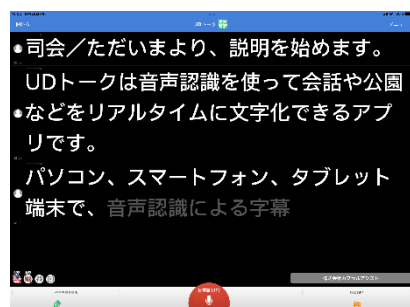 司会／ただいまより、説明を始めます。
UDトークは音声認識を使って会話や公園
などをリアルタイムに文字化できるアプ
リです。
パソコン、スマートフォン、タブレット
端末で、音声認識による字幕